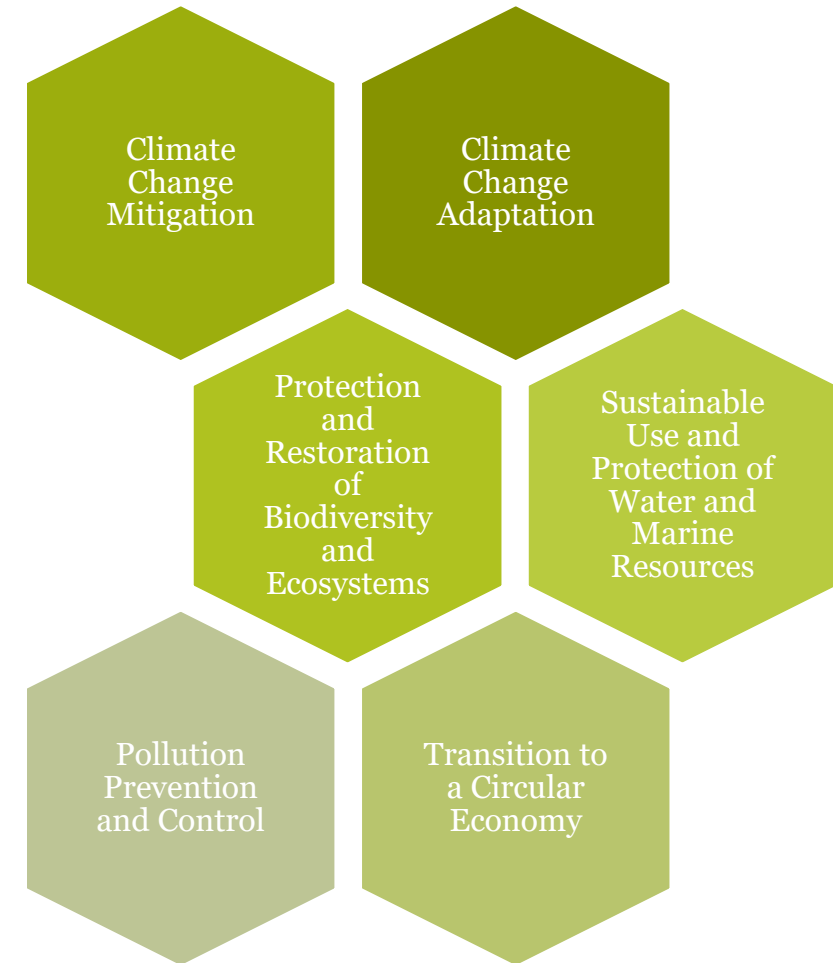 Climate
Change
Mitigation
Climate
Change
Adaptation
Protection
and
Restoration
of
Biodiversity
and
Ecosystems
Sustainable
Use and
Protection of
Water and
Marine
Resources
Pollution
Prevention
and Control
Transition to
a Circular
Economy